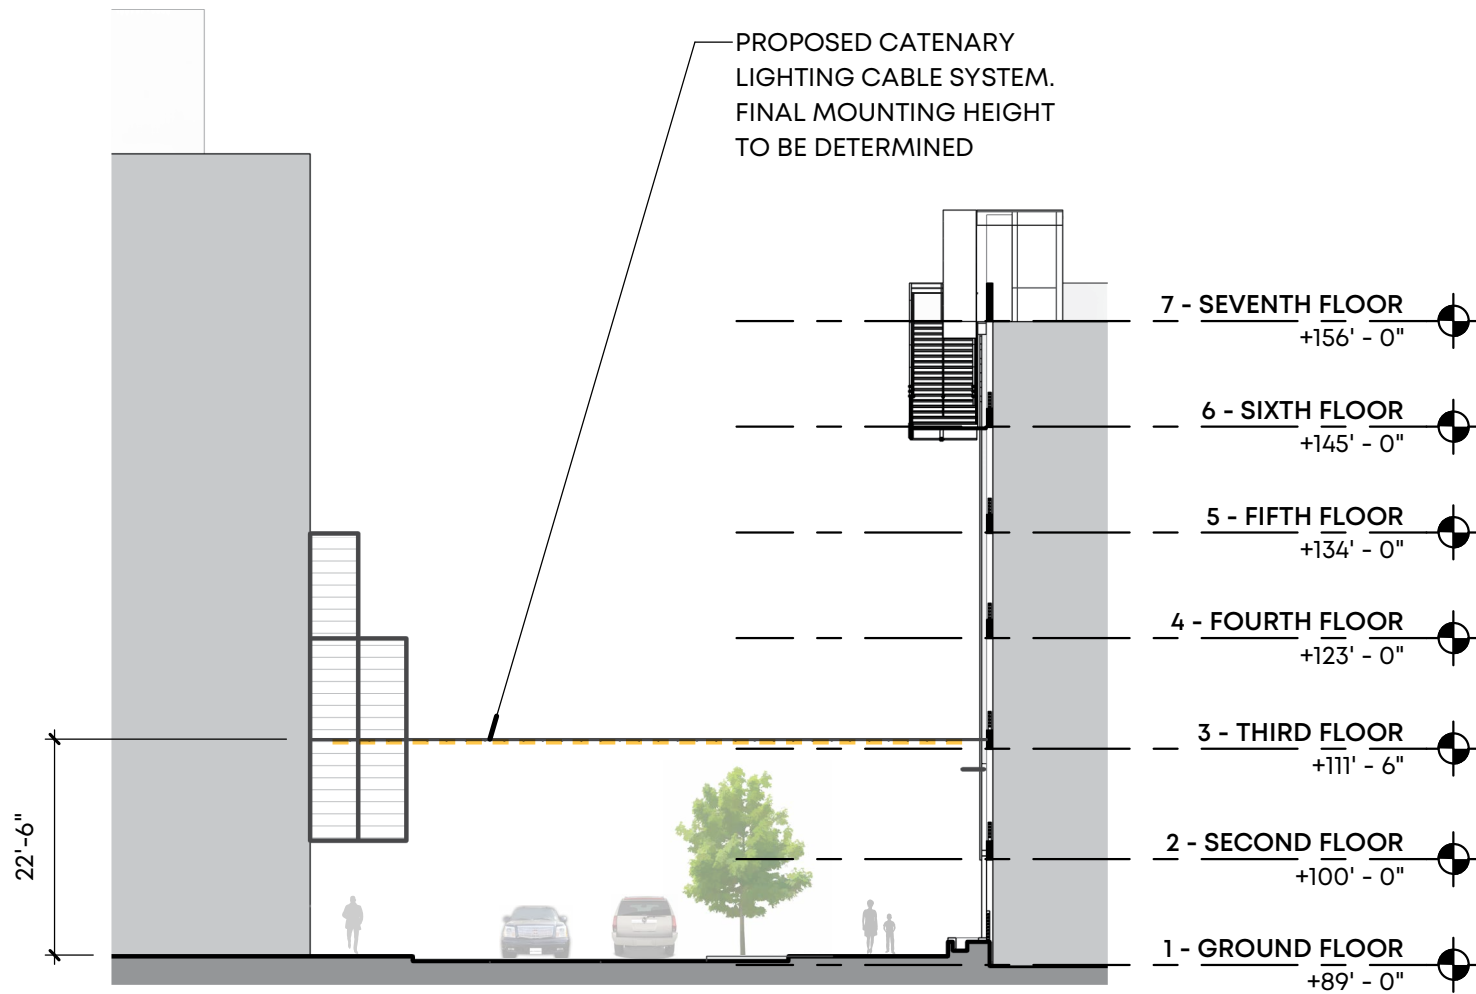 PROPOSED CATENARY
LIGHTING CABLE SYSTEM.
FINAL MOUNTING HEIGHT
TO BE DETERMINED
7 - SEVENTH FLOOR
+156' - 0"
6 - SIXTH FLOOR
+145' - 0"
5 - FIFTH FLOOR
+134' - 0"
4 - FOURTH FLOOR
+123' - 0"
3 - THIRD FLOOR
+111' - 6"
2 - SECOND FLOOR
+100' - 0"
1 - GROUND FLOOR
+89' - 0"
22'-6"